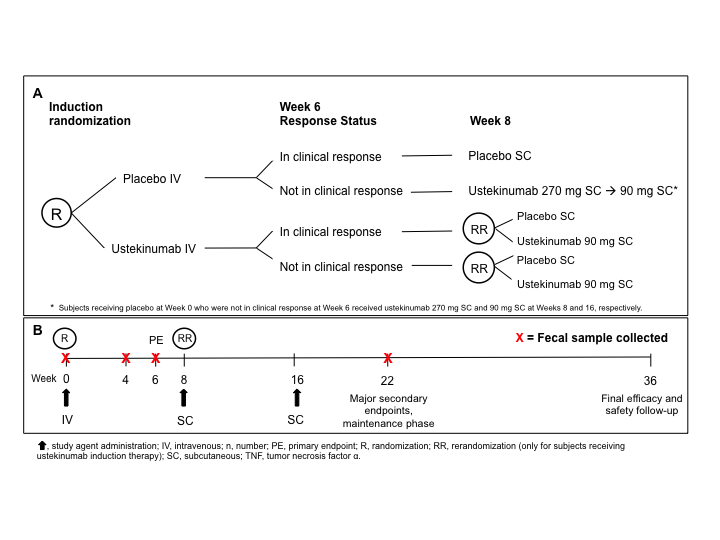 A
Induction
randomization
Week 6
Response Status
Week 8
R
Placebo IV
In clinical response
Placebo SC
Not in clinical response
Ustekinumab 270 mg SC → 90 mg SC*
Ustekinumab IV
In clinical response
RR
Placebo SC
Ustekinumab 90 mg SC
Not in clinical response
RR
Placebo SC
Ustekinumab 90 mg SC
* Subjects receiving placebo at Week 0 who were not in clinical response at Week 6 received ustekinumab 270 mg SC and 90 mg SC at Weeks 8 and 16, respectively.
B
R
PE
RR
X = Fecal sample collected
X X X X
Week 0 4 6 8 16 22 36
IV
SC
SC
Major secondary
endpoints,
maintenance phase
Final efficacy and
safety follow-up
, study agent administration; IV, intravenous; n, number; PE, primary endpoint; R, randomization; RR, rerandomization (only for subjects receiving
ustekinumab induction therapy); SC, subcutaneous; TNF, tumor necrosis factor α.